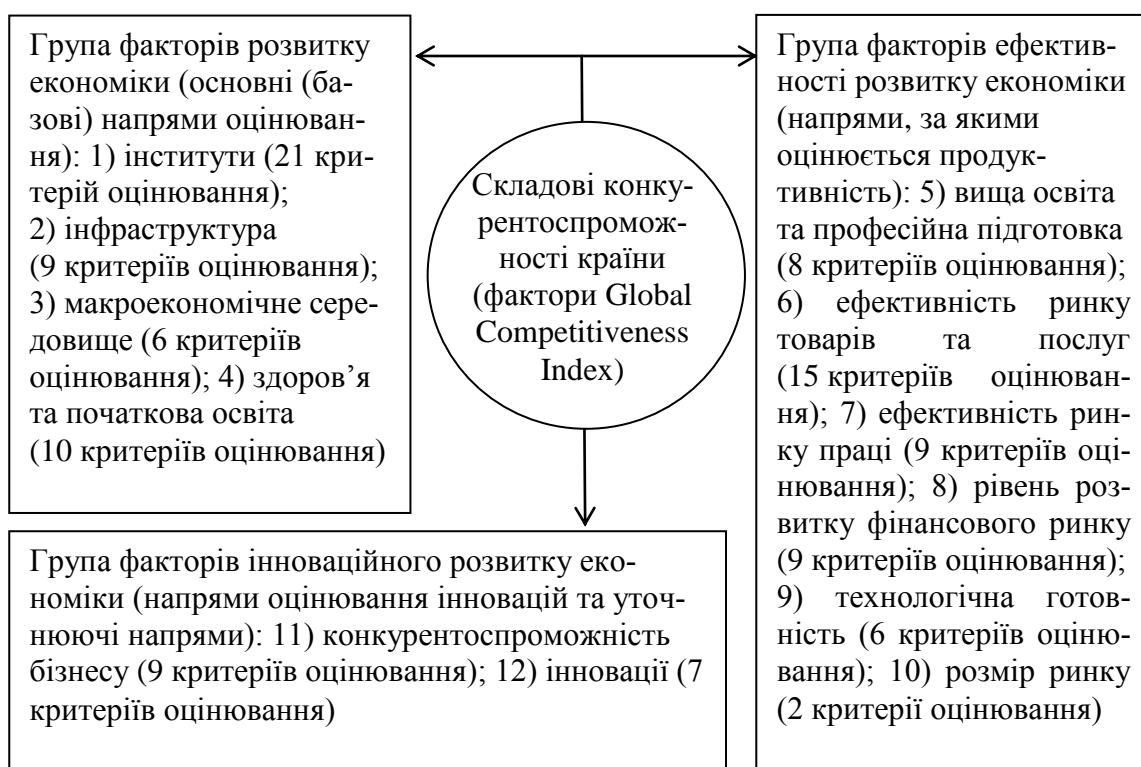 Група факторів розвитку
економіки (основні (ба-
зові) напрями оцінюван-
ня): 1) інститути (21 кри-
терій оцінювання);
2) інфраструктура
(9 критеріїв оцінювання);
3) макроекономічне сере-
довище (6 критеріїв
оцінювання); 4) здоров’я
та початкова освіта
(10 критеріїв оцінювання)
Складові конку-
рентоспромож-
ності країни
(фактори Global
Competitiveness
Index)
Група факторів ефектив-
ності розвитку економіки
(напрями, за якими
оцінюється продук-
тивність): 5) вища освіта
та професійна підготовка
(8 критеріїв оцінювання);
6) ефективність ринку
товарів та послуг
(15 критеріїв оцінюван-
ня); 7) ефективність рин-
ку праці (9 критеріїв оці-
нювання); 8) рівень роз-
витку фінансового ринку
(9 критеріїв оцінювання);
9) технологічна готов-
ність (6 критеріїв оціню-
вання); 10) розмір ринку
(2 критерії оцінювання)
Група факторів інноваційного розвитку еко-
номіки (напрями оцінювання інновацій та уточ-
нюючі напрями): 11) конкурентоспроможність
бізнесу (9 критеріїв оцінювання); 12) інновації (7
критеріїв оцінювання)